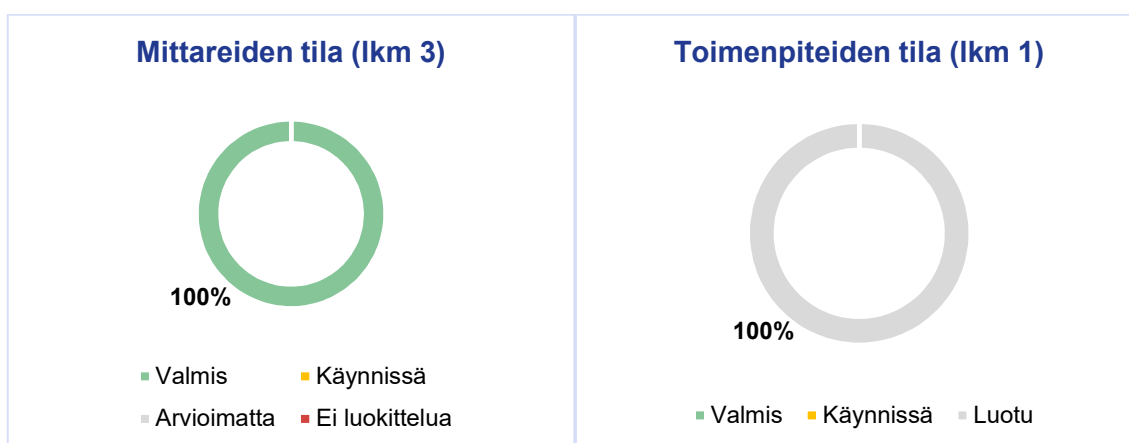 Mittareiden tila (lkm 3)
100%
Valmis
Käynnissä
Arvioimatta
Ei luokittelua
Toimenpiteiden tila (lkm 1)
100%
Valmis
Käynnissä
Luotu